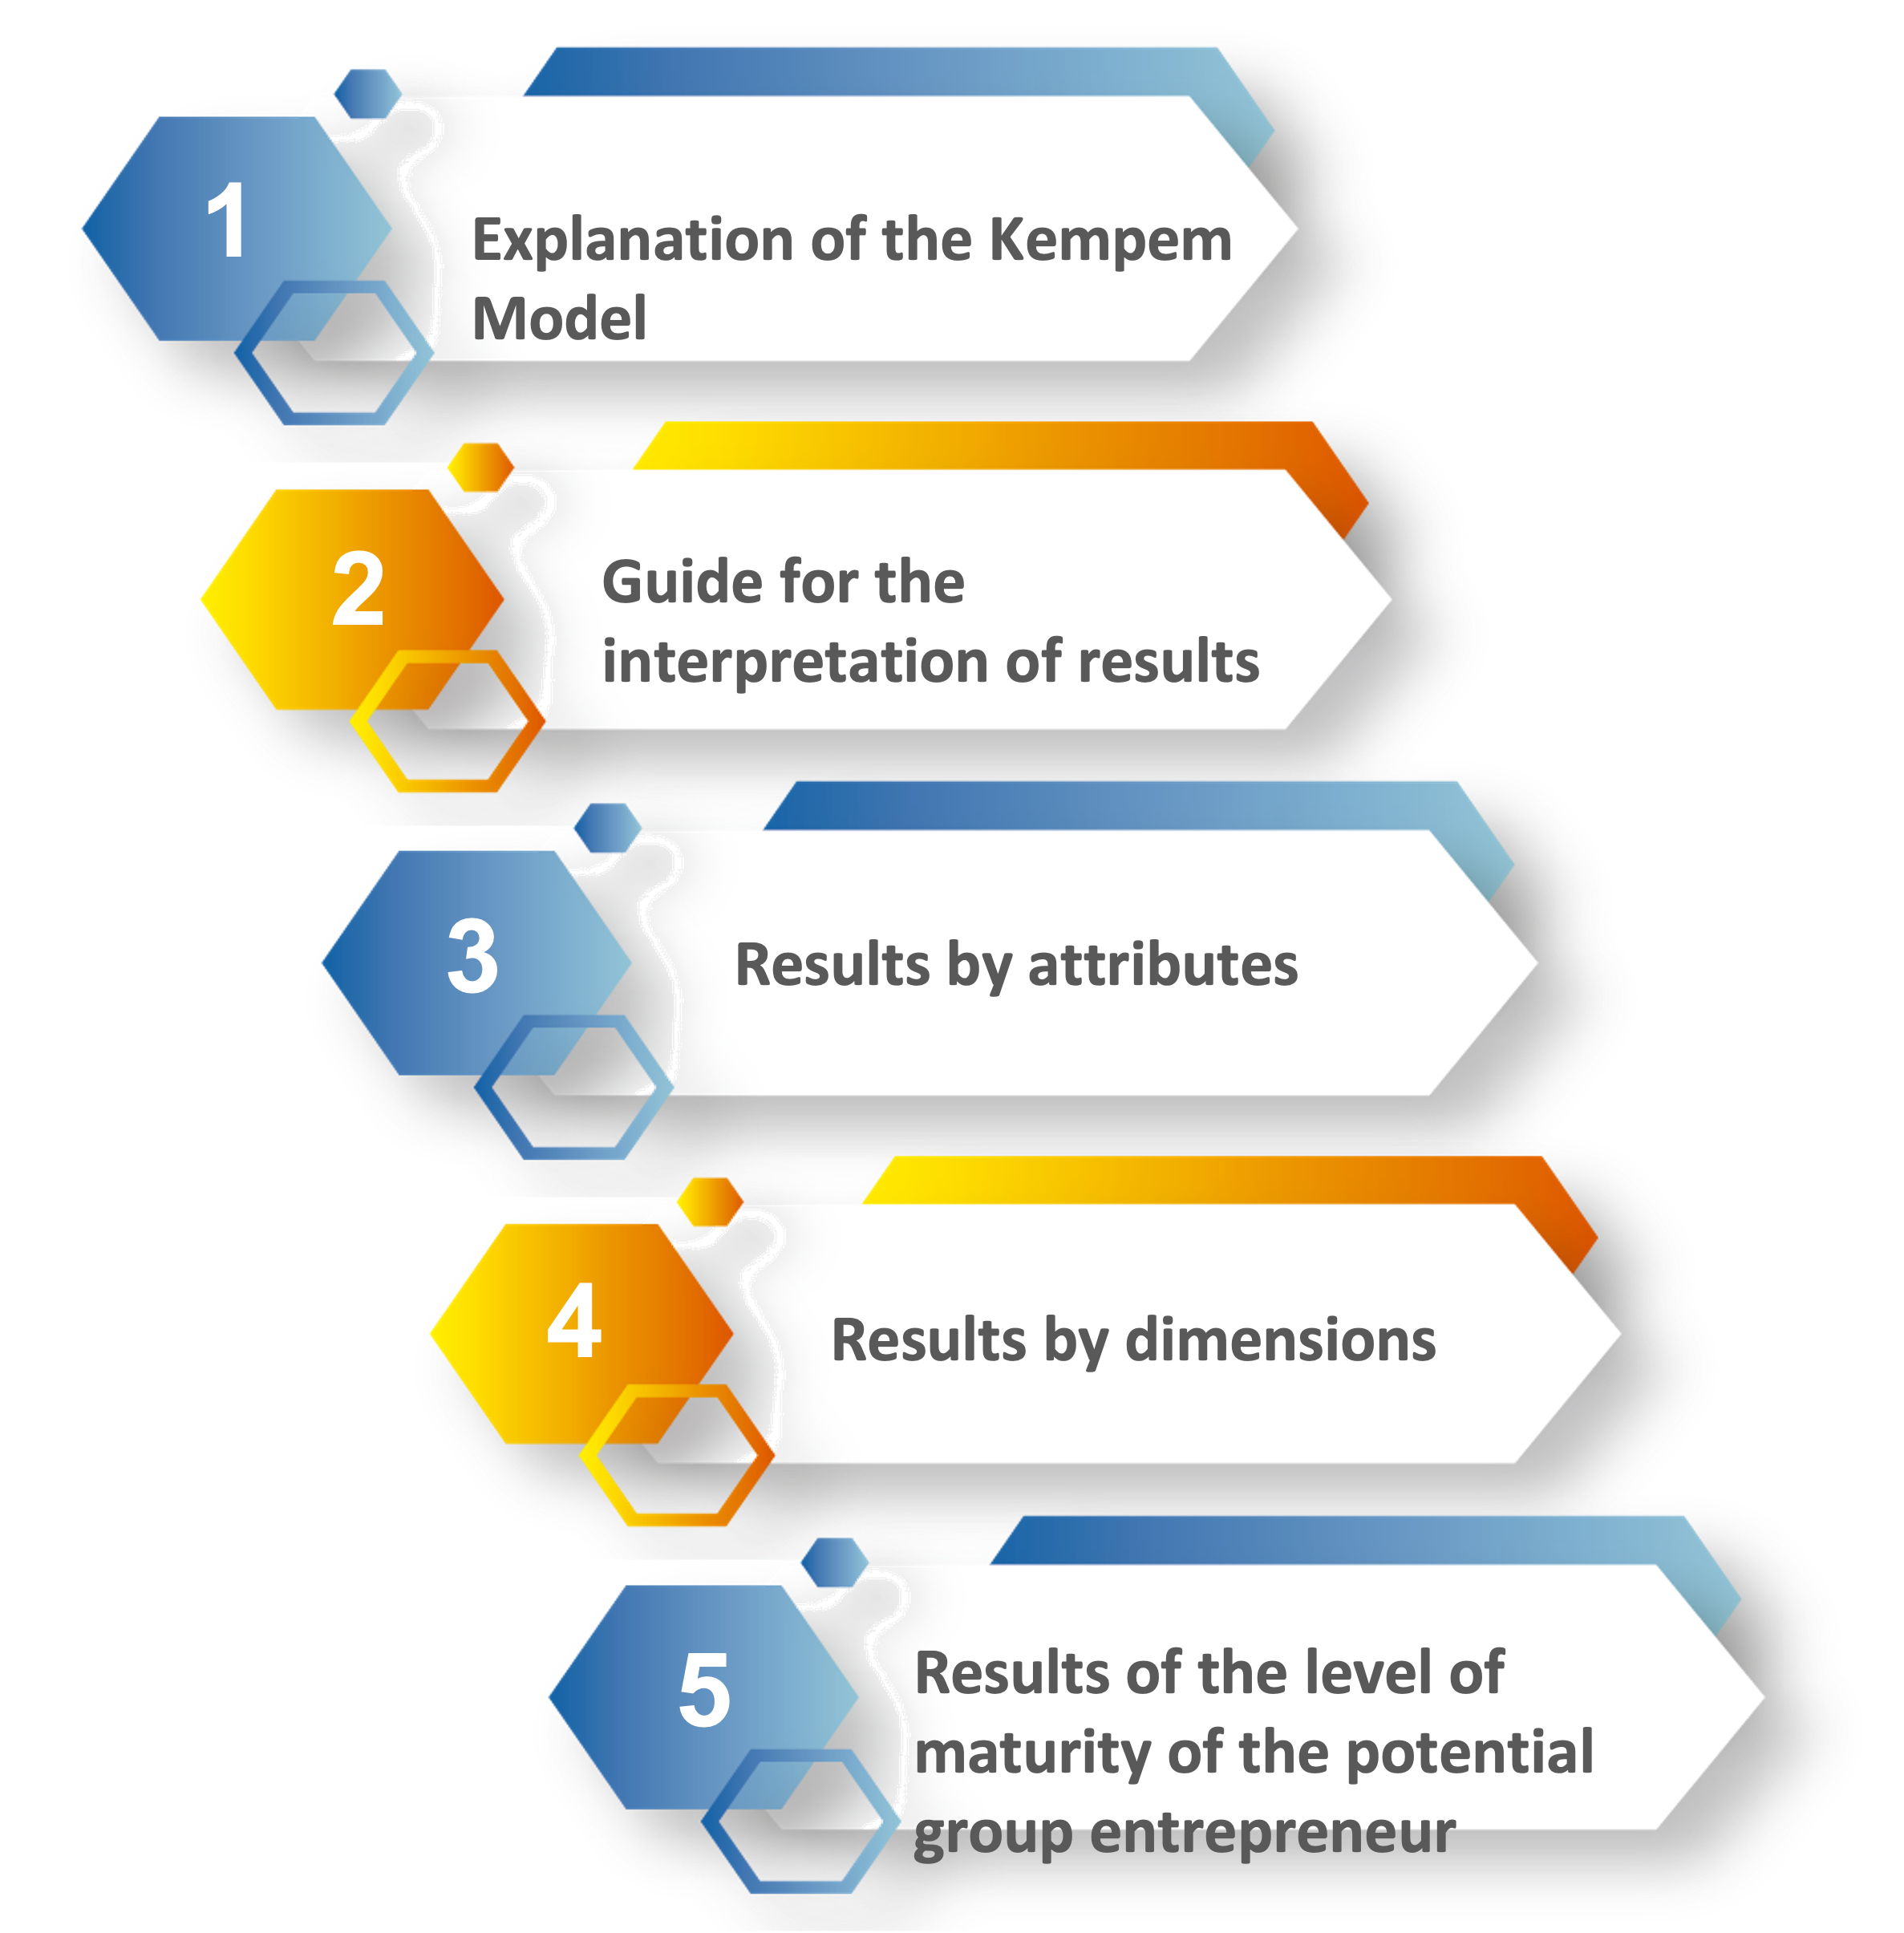 1
Explanation of the Kempem
Model
2
Guide for the
interpretation of results
3
Results by attributes
4
Results by dimensions
5
Results of the level of
maturity of the potential
group entrepreneur